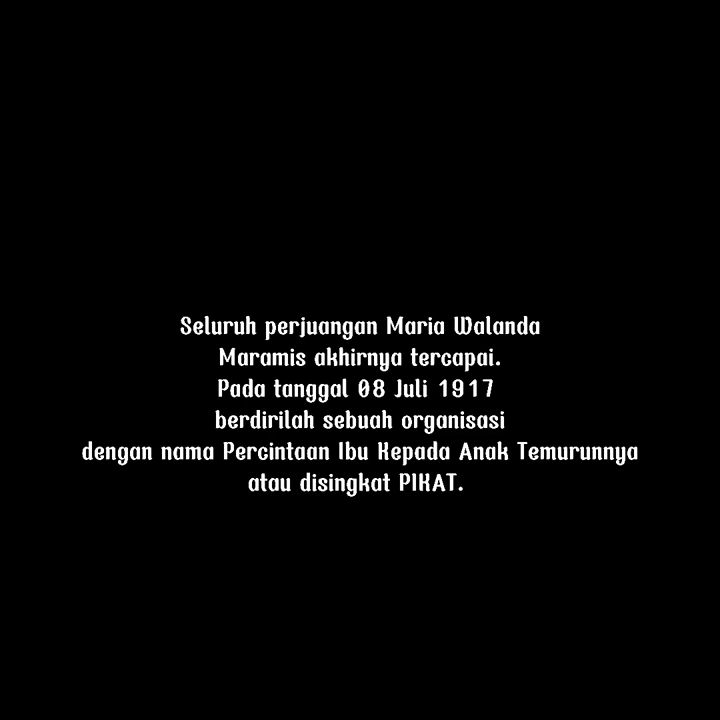 Seluruh perjuangan Maria Walanda
Maramis akhirnya tercapai.
Pada tanggal 08 Juli 1917
berdirilah sebuah organisasi
dengan nama Percintaan Ibu Kepada Anak Temurunnya
atau disingkat PIKAT.